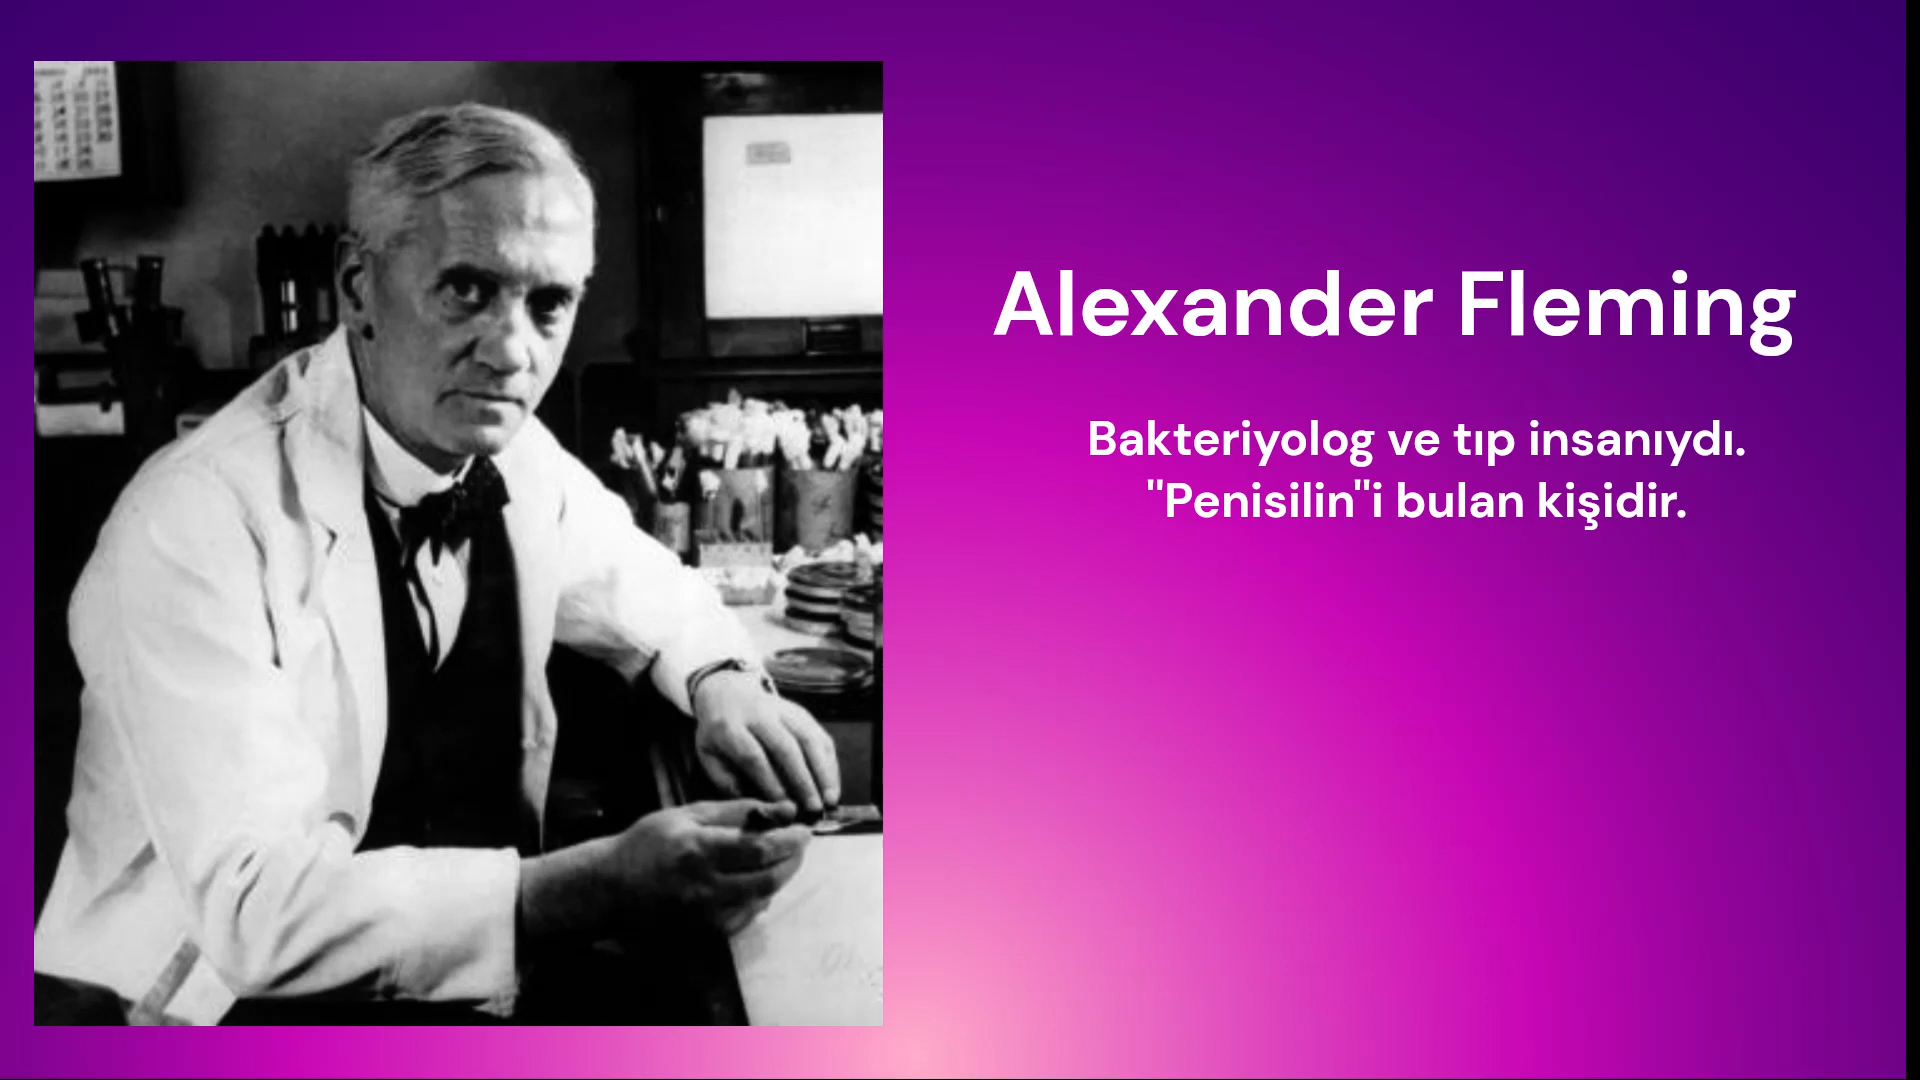 Alexander Fleming
Bakteriyolog ve tıp insanıydı.
"Penisilin"i bulan kişidir.